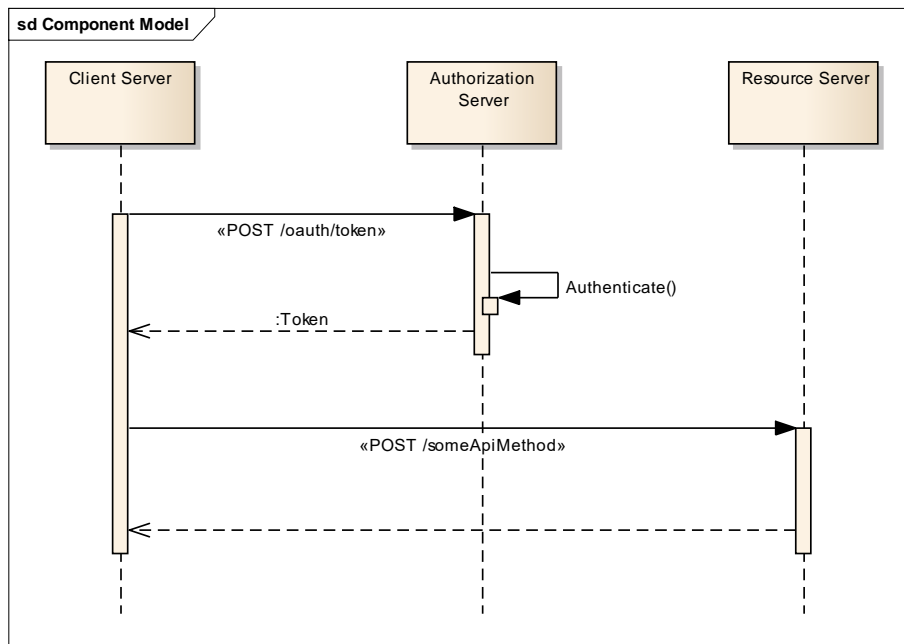 sd Component Model
Client Server
Authorization
Server
Resource Server
«POST /oauth/token»
Authenticate()
:Token
«POST /someApiMethod»